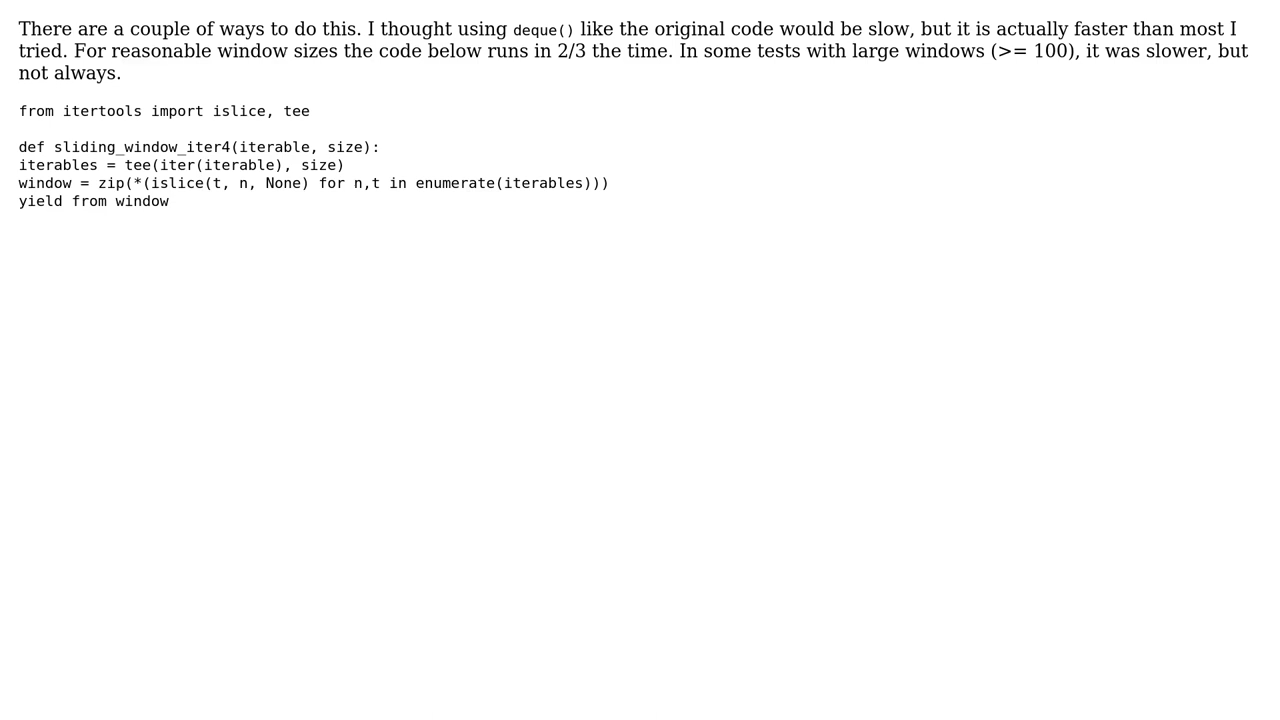 There are a couple of ways to do this. I thought using deque() like the original code would be slow, but it is actually faster than most I
tried. For reasonable window sizes the code below runs in 2/3 the time. In some tests with large windows (>= 100), it was slower, but
not always.
from itertools import islice, tee
def sliding_window_iter4(iterable, size):
iterables = tee(iter(iterable), size)
window = zip(*(islice(t, n, None) for n,t in enumerate(iterables)))
yield from window